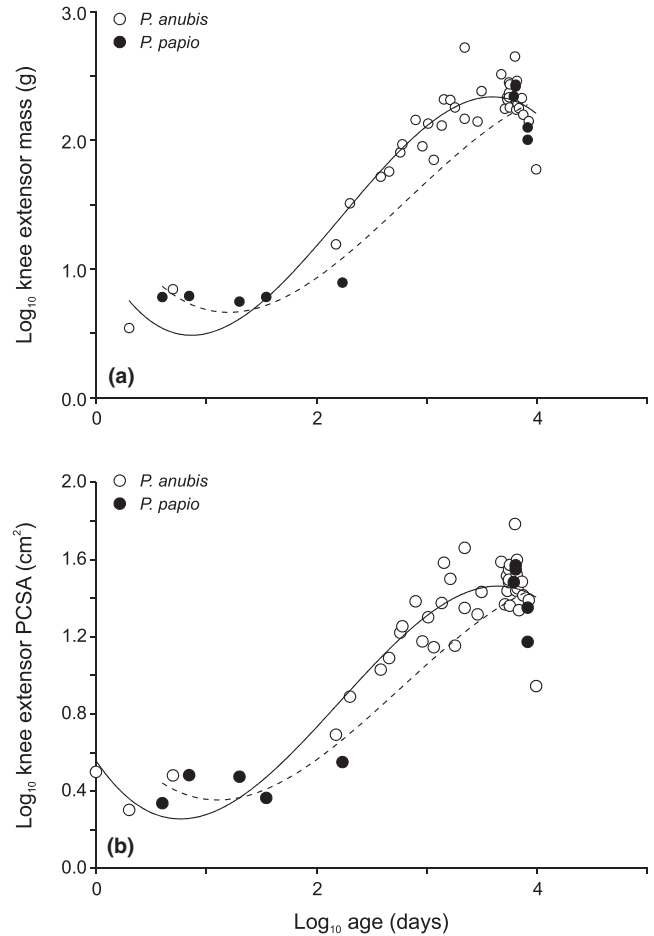 3.0
P. anubis
P. papio
2.0
1.0
0.0
Log₁₀ knee extensor mass (g)
(a)
0
2
4
2.0
P. anubis
P. papio
1.6
1.2
0.8
0.4
0.0
Log₁₀ knee extensor PCSA (cm²)
(b)
0
2
4
Log₁₀ age (days)